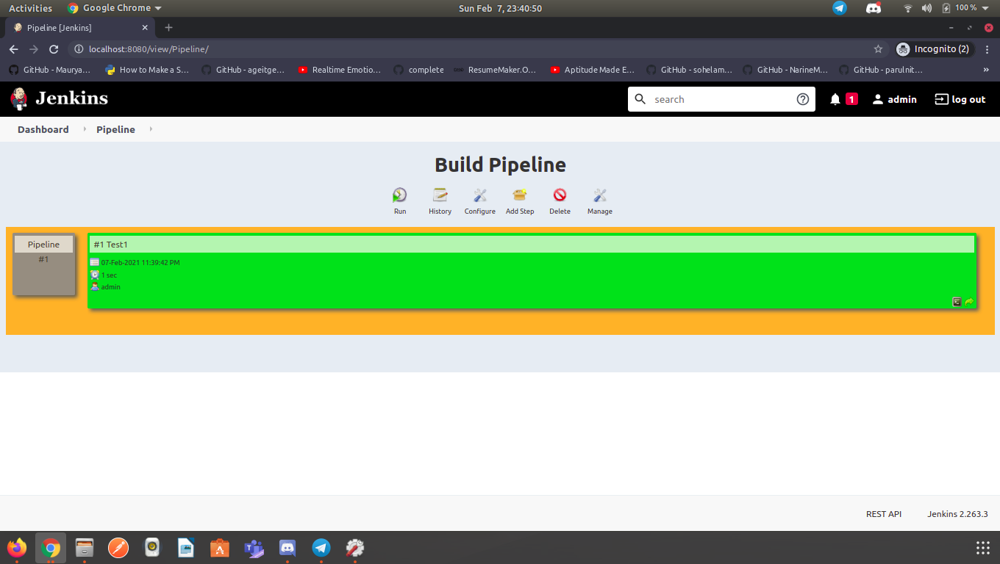 Activities Google Chrome Sun Feb 7, 23:40:50 100 %
Pipeline [Jenkins]
localhost:8080/view/Pipeline/ Incognito (2)
GitHub - Maurya… How to Make a S… GitHub - ageitge… Realtime Emotio… complete ResumeMaker.O… Aptitude Made E… GitHub - sohelam… GitHub - NarineM… GitHub - parulnit… »
Jenkins search 1 admin log out
Dashboard Pipeline
Build Pipeline
Run History Configure Add Step Delete Manage
Pipeline
#1
#1 Test1
07-Feb-2021 11:39:42 PM
1 sec
admin
REST API Jenkins 2.263.3